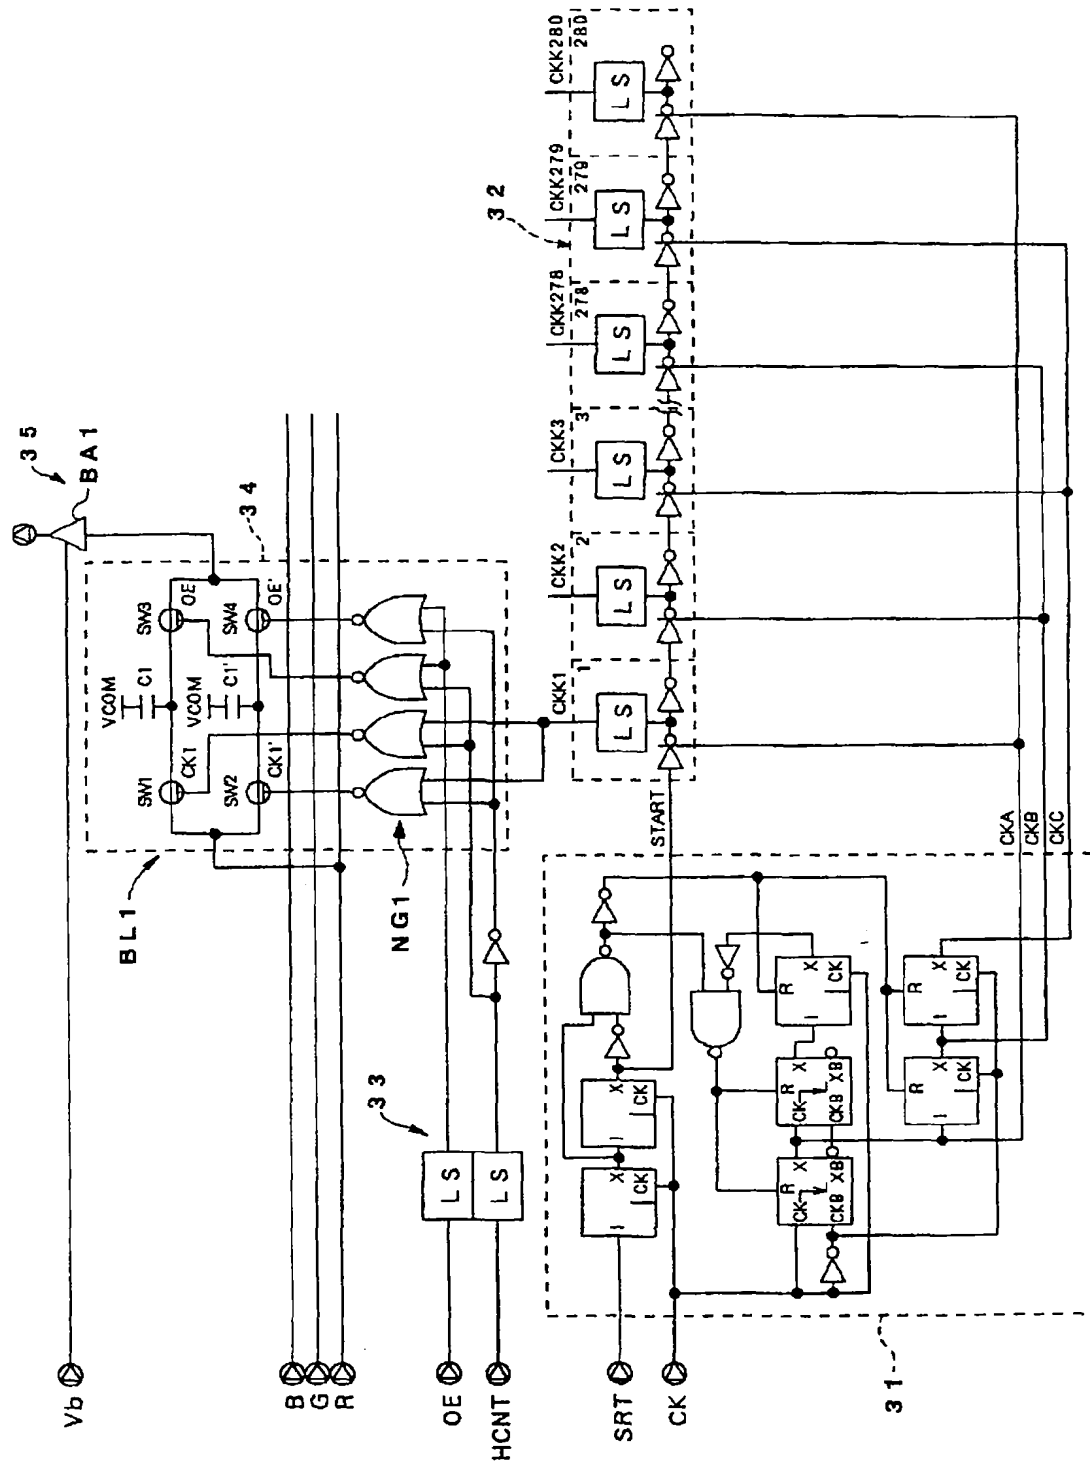 Vb
B
G
R
OE
HCNT
SRT
CK
31
33
LS
LS
BL1
NG1
34
35
BA1
VCOM
C1
VCOM
C1'
SW1
CK1
SW2
CK1'
SW3
OE
SW4
OE'
32
START
CKK1
1
LS
CKK2
2
LS
CKK3
3
LS
CKK278
278
LS
CKK279
279
LS
CKK280
280
LS
CKA
CKB
CKC
I
X
CK
I
X
CK
R
CK
X
CKB
XB
R
CK
X
CKB
XB
R
I
X
CK
R
I
X
CK
R
I
X
CK